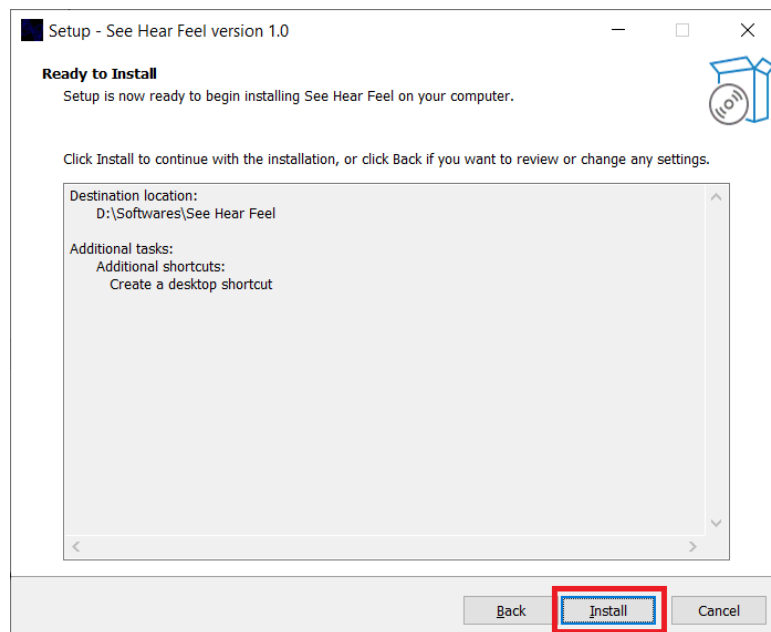 Setup - See Hear Feel version 1.0
Ready to Install
Setup is now ready to begin installing See Hear Feel on your computer.
Click Install to continue with the installation, or click Back if you want to review or change any settings.
Destination location:
D:\Softwares\See Hear Feel
Additional tasks:
Additional shortcuts:
Create a desktop shortcut
Back Install Cancel